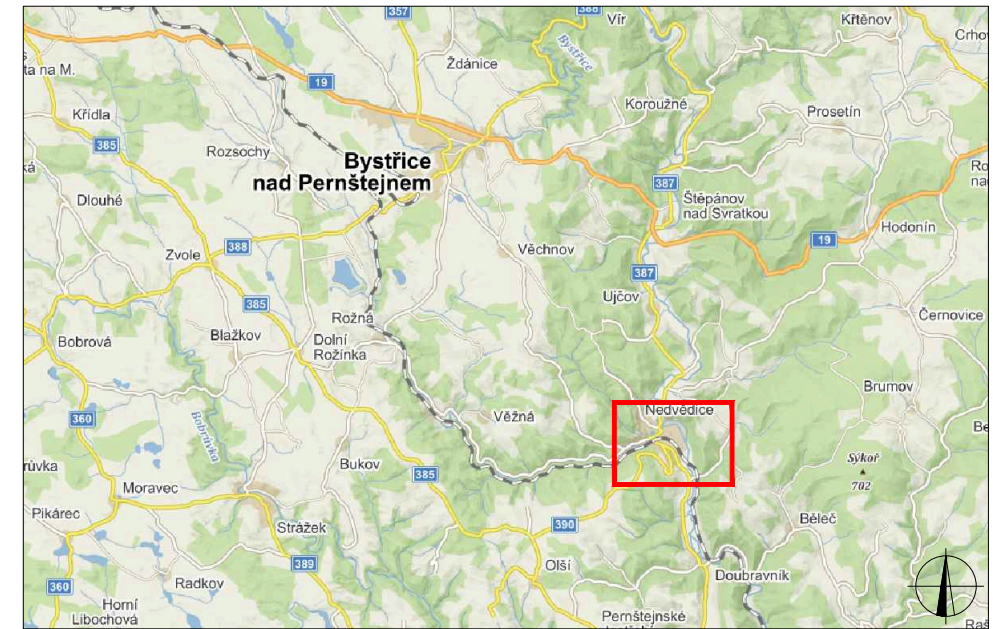 357
388
Vír
Křtěnov
Bystřice
Crhov
ta na M.
Ždánice
19
Koroužné
Prosetín
Křídla
385
Rozsochy
Bystřice
nad Pernštejnem
387
Štěpánov
nad Svratkou
Dlouhé
Hodonín
388
19
Zvole
Věchnov
387
Ujčov
385
Rožná
Černovice
Blažkov
Dolní
Rožínka
Bobrová
Brumov
Věžná
Nedvědice
360
Bobrůvka
Sýkoř
702
růvka
Bukov
385
Moravec
Pikárec
Běleč
390
Strážek
389
Olší
360
Radkov
Doubravník
Horní
Libochová
Pernštejnské